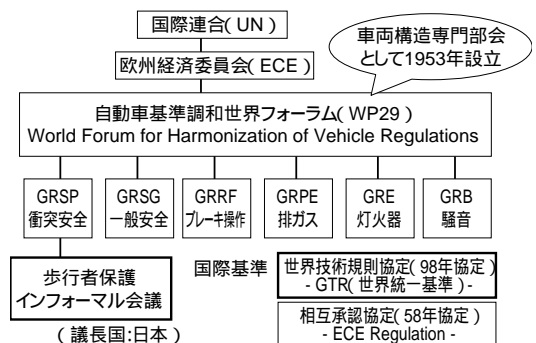 国際連合( UN )
欧州経済委員会( ECE )
車両構造専門部会
として1953年設立
自動車基準調和世界フォーラム( WP29 )
World Forum for Harmonization of Vehicle Regulations
GRSP
衝突安全
GRSG
一般安全
GRRF
ブレーキ操作
GRPE
排ガス
GRE
灯火器
GRB
騒音
歩行者保護
インフォーマル会議
( 議長国:日本 )
国際基準
世界技術規則協定( 98年協定 )
- GTR( 世界統一基準 ) -
相互承認協定( 58年協定 )
- ECE Regulation -